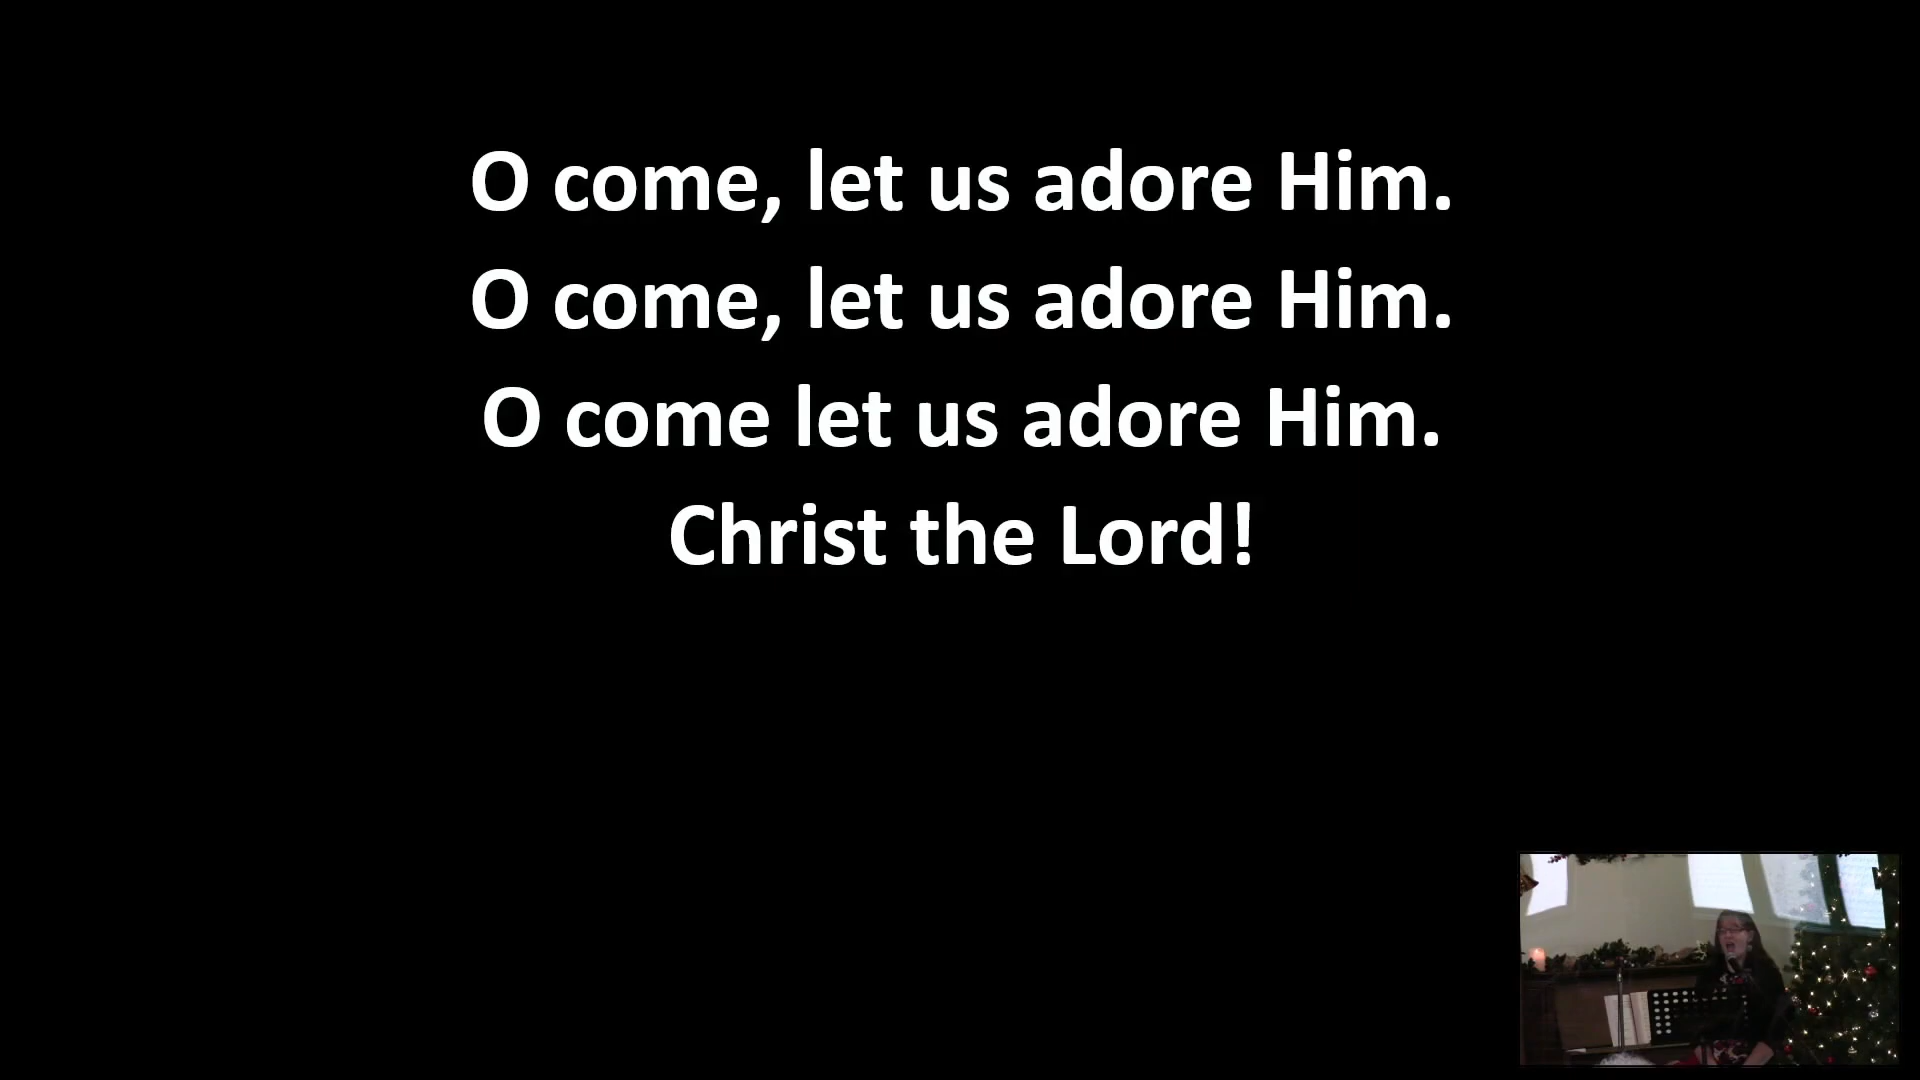 O come, let us adore Him.
O come, let us adore Him.
O come let us adore Him.
Christ the Lord!